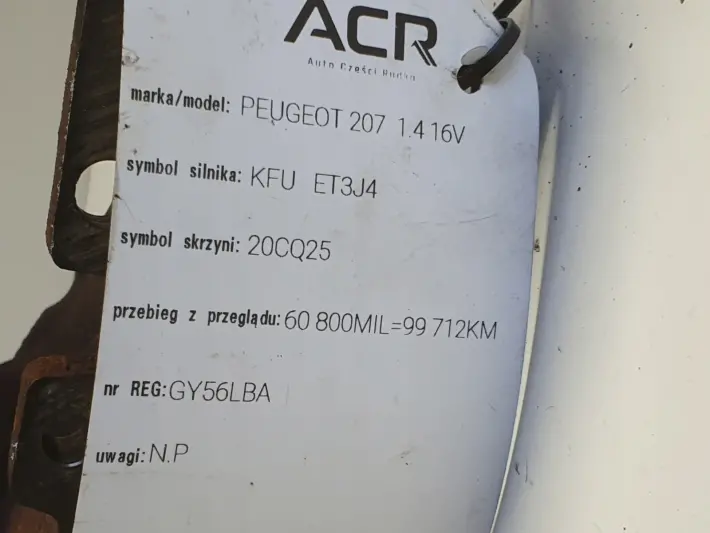 ACR
Auto Części Rudka
marka/model: PEUGEOT 207 1.4 16V
symbol silnika: KFU ET3J4
symbol skrzyni: 20CQ25
przebieg z przeglądu: 60 800MIL=99 712KM
nr REG: GY56LBA
uwagi: N.P